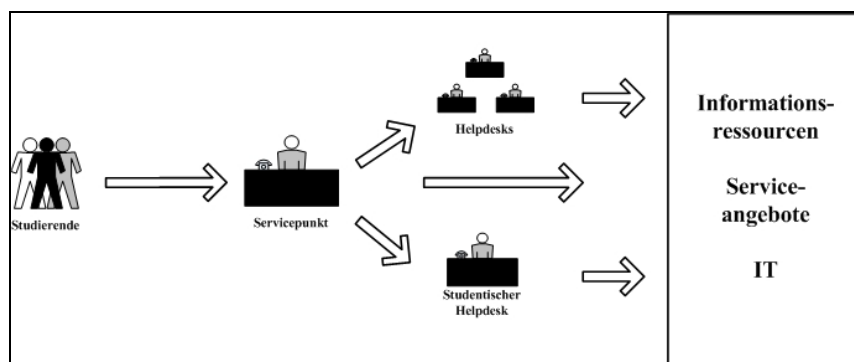 Studierende
Servicepunkt
Helpdesks
Studentischer
Helpdesk
Informations-
ressourcen
Service-
angebote
IT